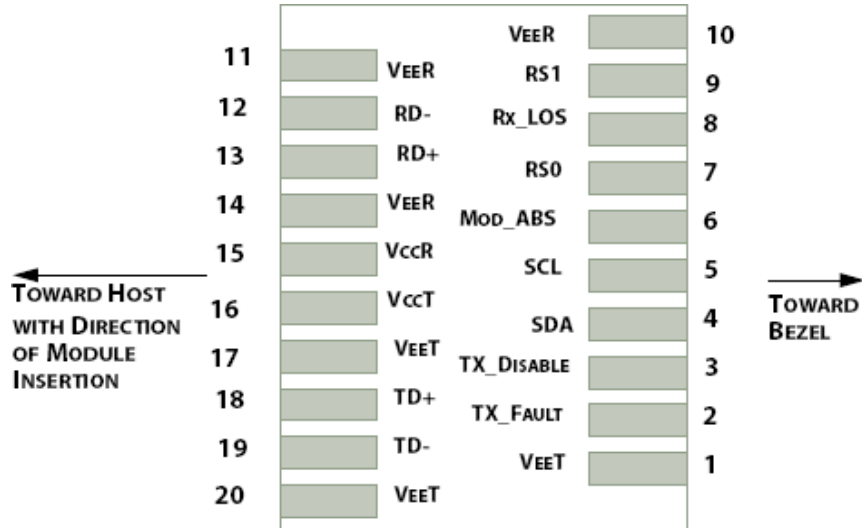 11 VEER
12 RD-
13 RD+
14 VEER
15 VCCR
16 VCCT
17 VEET
18 TD+
19 TD-
20 VEET
VEER 10
RS1 9
RX_LOS 8
RS0 7
MOD_ABS 6
SCL 5
SDA 4
TX_DISABLE 3
TX_FAULT 2
VEET 1
TOWARD HOST
WITH DIRECTION
OF MODULE
INSERTION
TOWARD
BEZEL